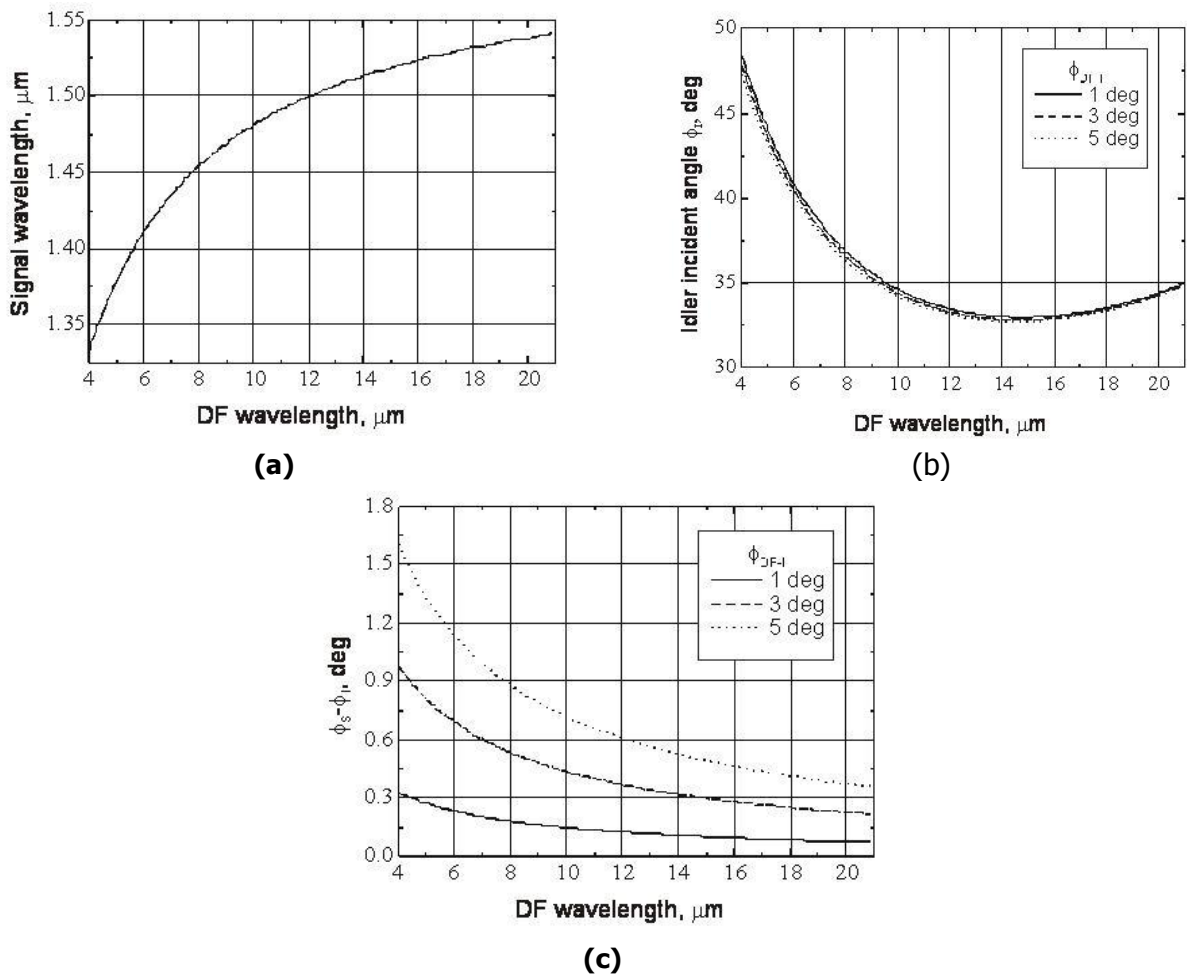 Signal wavelength, μm
1.55
1.50
1.45
1.40
1.35
4 6 8 10 12 14 16 18 20
DF wavelength, μm
(a)
Idler incident angle ϕI, deg
50
45
40
35
30
ϕDF-I
1 deg
3 deg
5 deg
4 6 8 10 12 14 16 18 20
DF wavelength, μm
(b)
ϕS-ϕI, deg
1.8
1.5
1.2
0.9
0.6
0.3
0.0
ϕDF-I
1 deg
3 deg
5 deg
4 6 8 10 12 14 16 18 20
DF wavelength, μm
(c)